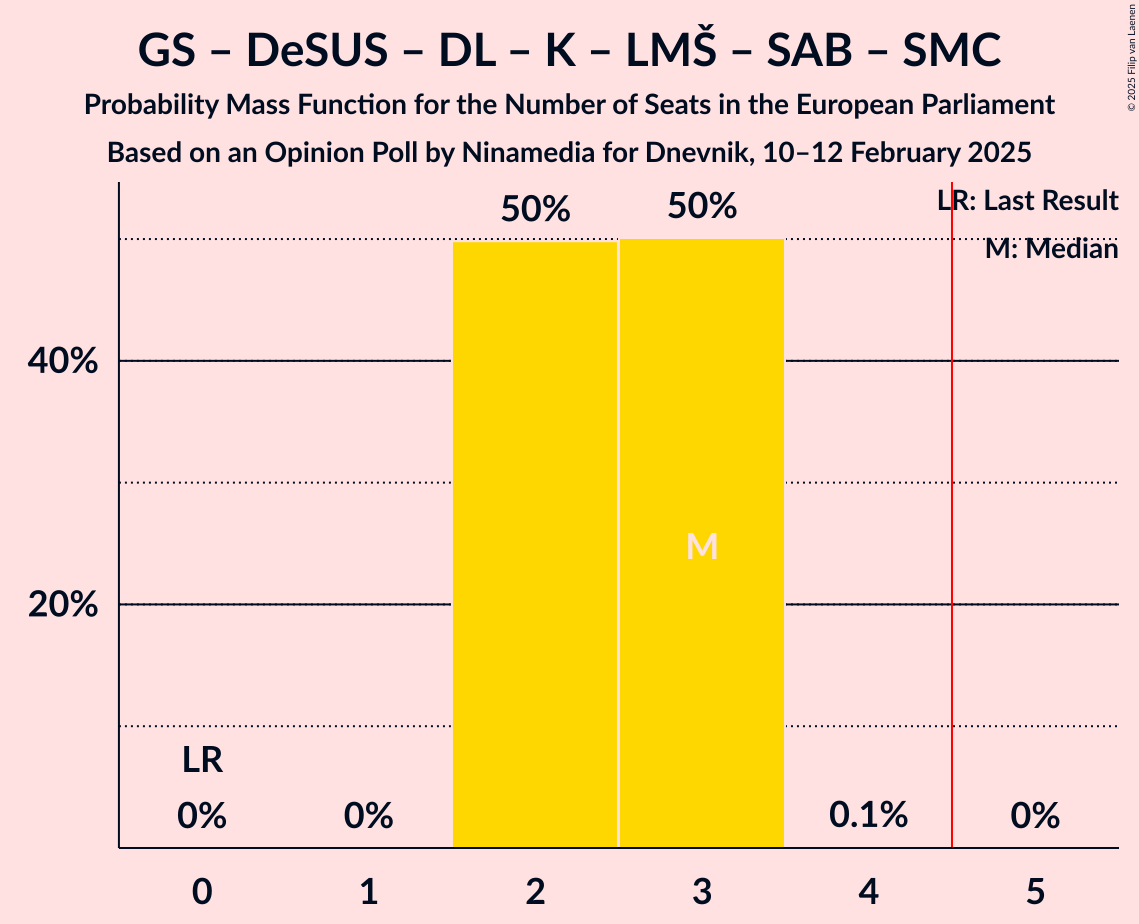 GS – DeSUS – DL – K – LMŠ – SAB – SMC
Probability Mass Function for the Number of Seats in the European Parliament
Based on an Opinion Poll by Ninamedia for Dnevnik, 10–12 February 2025
© 2025 Filip van Laenen
LR: Last Result
M: Median
50%
50%
40%
20%
M
LR
0%
0%
0.1%
0%
0
1
2
3
4
5